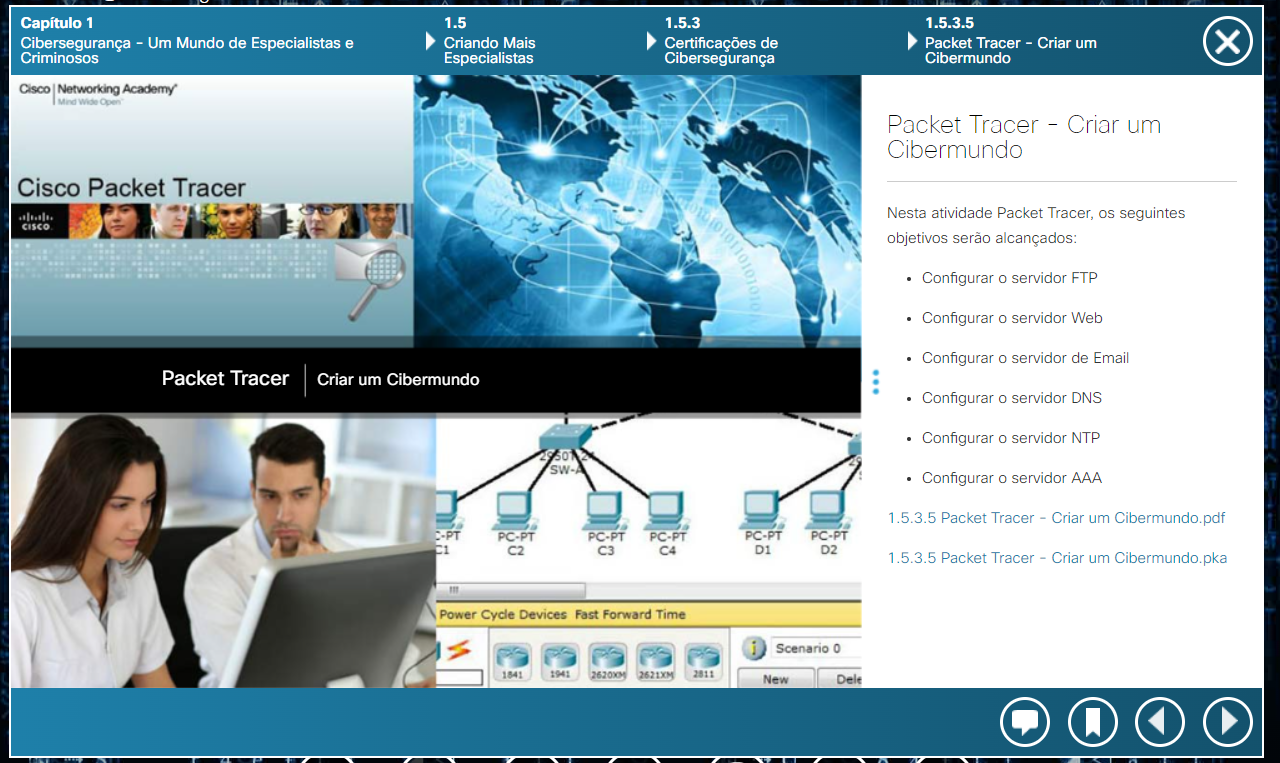 Capítulo 1
Cibersegurança - Um Mundo de Especialistas e
Criminosos
1.5
Criando Mais
Especialistas
1.5.3
Certificações de
Cibersegurança
1.5.3.5
Packet Tracer - Criar um
Cibermundo
Cisco Networking Academy®
Mind Wide Open™
Cisco Packet Tracer
CISCO
Packet Tracer
Criar um Cibermundo
SW-A
PC-PT PC-PT PC-PT PC-PT PC-PT
C2 C3 C4 D1 D2
Power Cycle Devices Fast Forward Time
1841 1941 2620XM 2621XM 2811
Scenario 0
New
Packet Tracer - Criar um
Cibermundo
Nesta atividade Packet Tracer, os seguintes
objetivos serão alcançados:
• Configurar o servidor FTP
• Configurar o servidor Web
• Configurar o servidor de Email
• Configurar o servidor DNS
• Configurar o servidor NTP
• Configurar o servidor AAA
1.5.3.5 Packet Tracer - Criar um Cibermundo.pdf
1.5.3.5 Packet Tracer - Criar um Cibermundo.pka